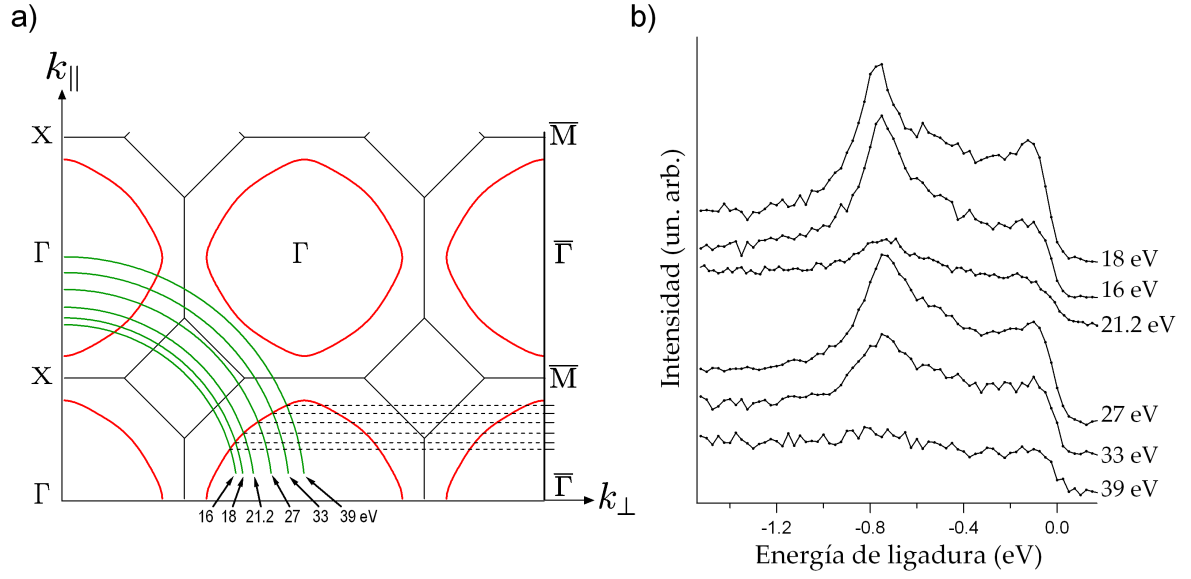 a)
k∥
X
M̅
Γ
Γ
Γ̅
X
M̅
Γ
Γ̅
k⊥
16 18 21.2 27 33 39 eV
b)
Intensidad (un. arb.)
18 eV
16 eV
21.2 eV
27 eV
33 eV
39 eV
-1.2 -0.8 -0.4 0.0
Energía de ligadura (eV)